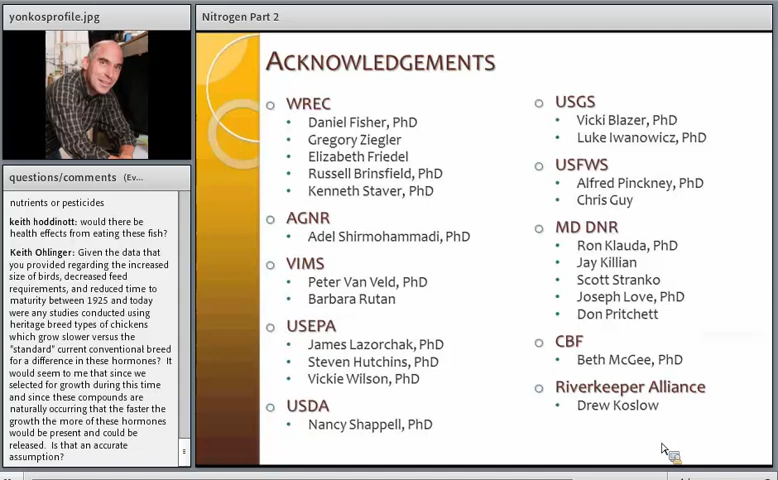 yonkosprofile.jpg
questions/comments (Ev...
nutrients or pesticides
keith hoddinott: would there be
health effects from eating these fish?
Keith Ohlinger: Given the data that
you provided regarding the increased
size of birds, decreased feed
requirements, and reduced time to
maturity between 1925 and today
were any studies conducted using
heritage breed types of chickens
which grow slower versus the
"standard" current conventional breed
for a difference in these hormones? It
would seem to me that since we
selected for growth during this time
and since these compounds are
naturally occurring that the faster the
growth the more of these hormones
would be present and could be
released. Is that an accurate
assumption?
Nitrogen Part 2
ACKNOWLEDGEMENTS
WREC
Daniel Fisher, PhD
Gregory Ziegler
Elizabeth Friedel
Russell Brinsfield, PhD
Kenneth Staver, PhD
AGNR
Adel Shirmohammadi, PhD
VIMS
Peter Van Veld, PhD
Barbara Rutan
USEPA
James Lazorchak, PhD
Steven Hutchins, PhD
Vickie Wilson, PhD
USDA
Nancy Shappell, PhD
USGS
Vicki Blazer, PhD
Luke Iwanowicz, PhD
USFWS
Alfred Pinckney, PhD
Chris Guy
MD DNR
Ron Klauda, PhD
Jay Killian
Scott Stranko
Joseph Love, PhD
Don Pritchett
CBF
Beth McGee, PhD
Riverkeeper Alliance
Drew Koslow